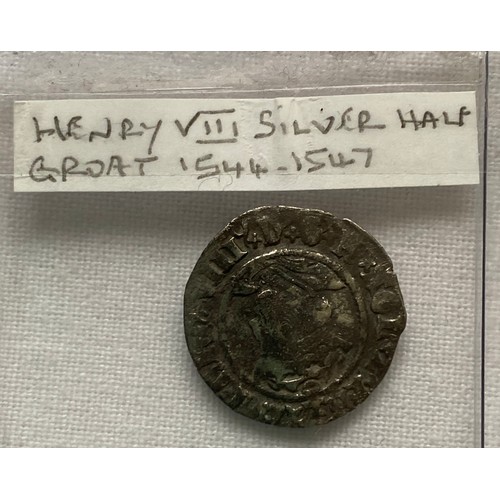 HENRY VIII SILVER HALF
GROAT 1544-1547